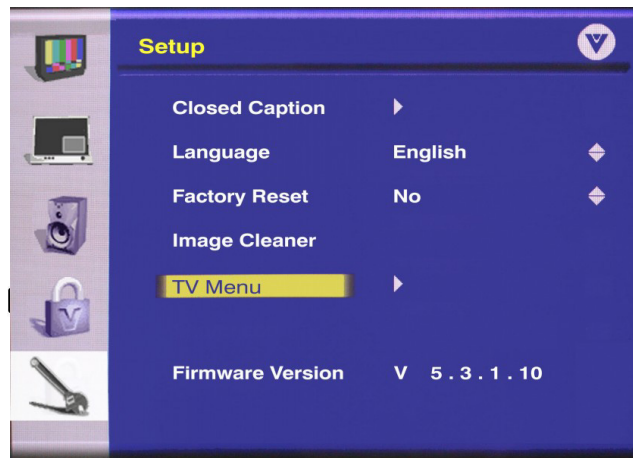 Setup
Closed Caption
Language English
Factory Reset No
Image Cleaner
TV Menu
Firmware Version V 5.3.1.10